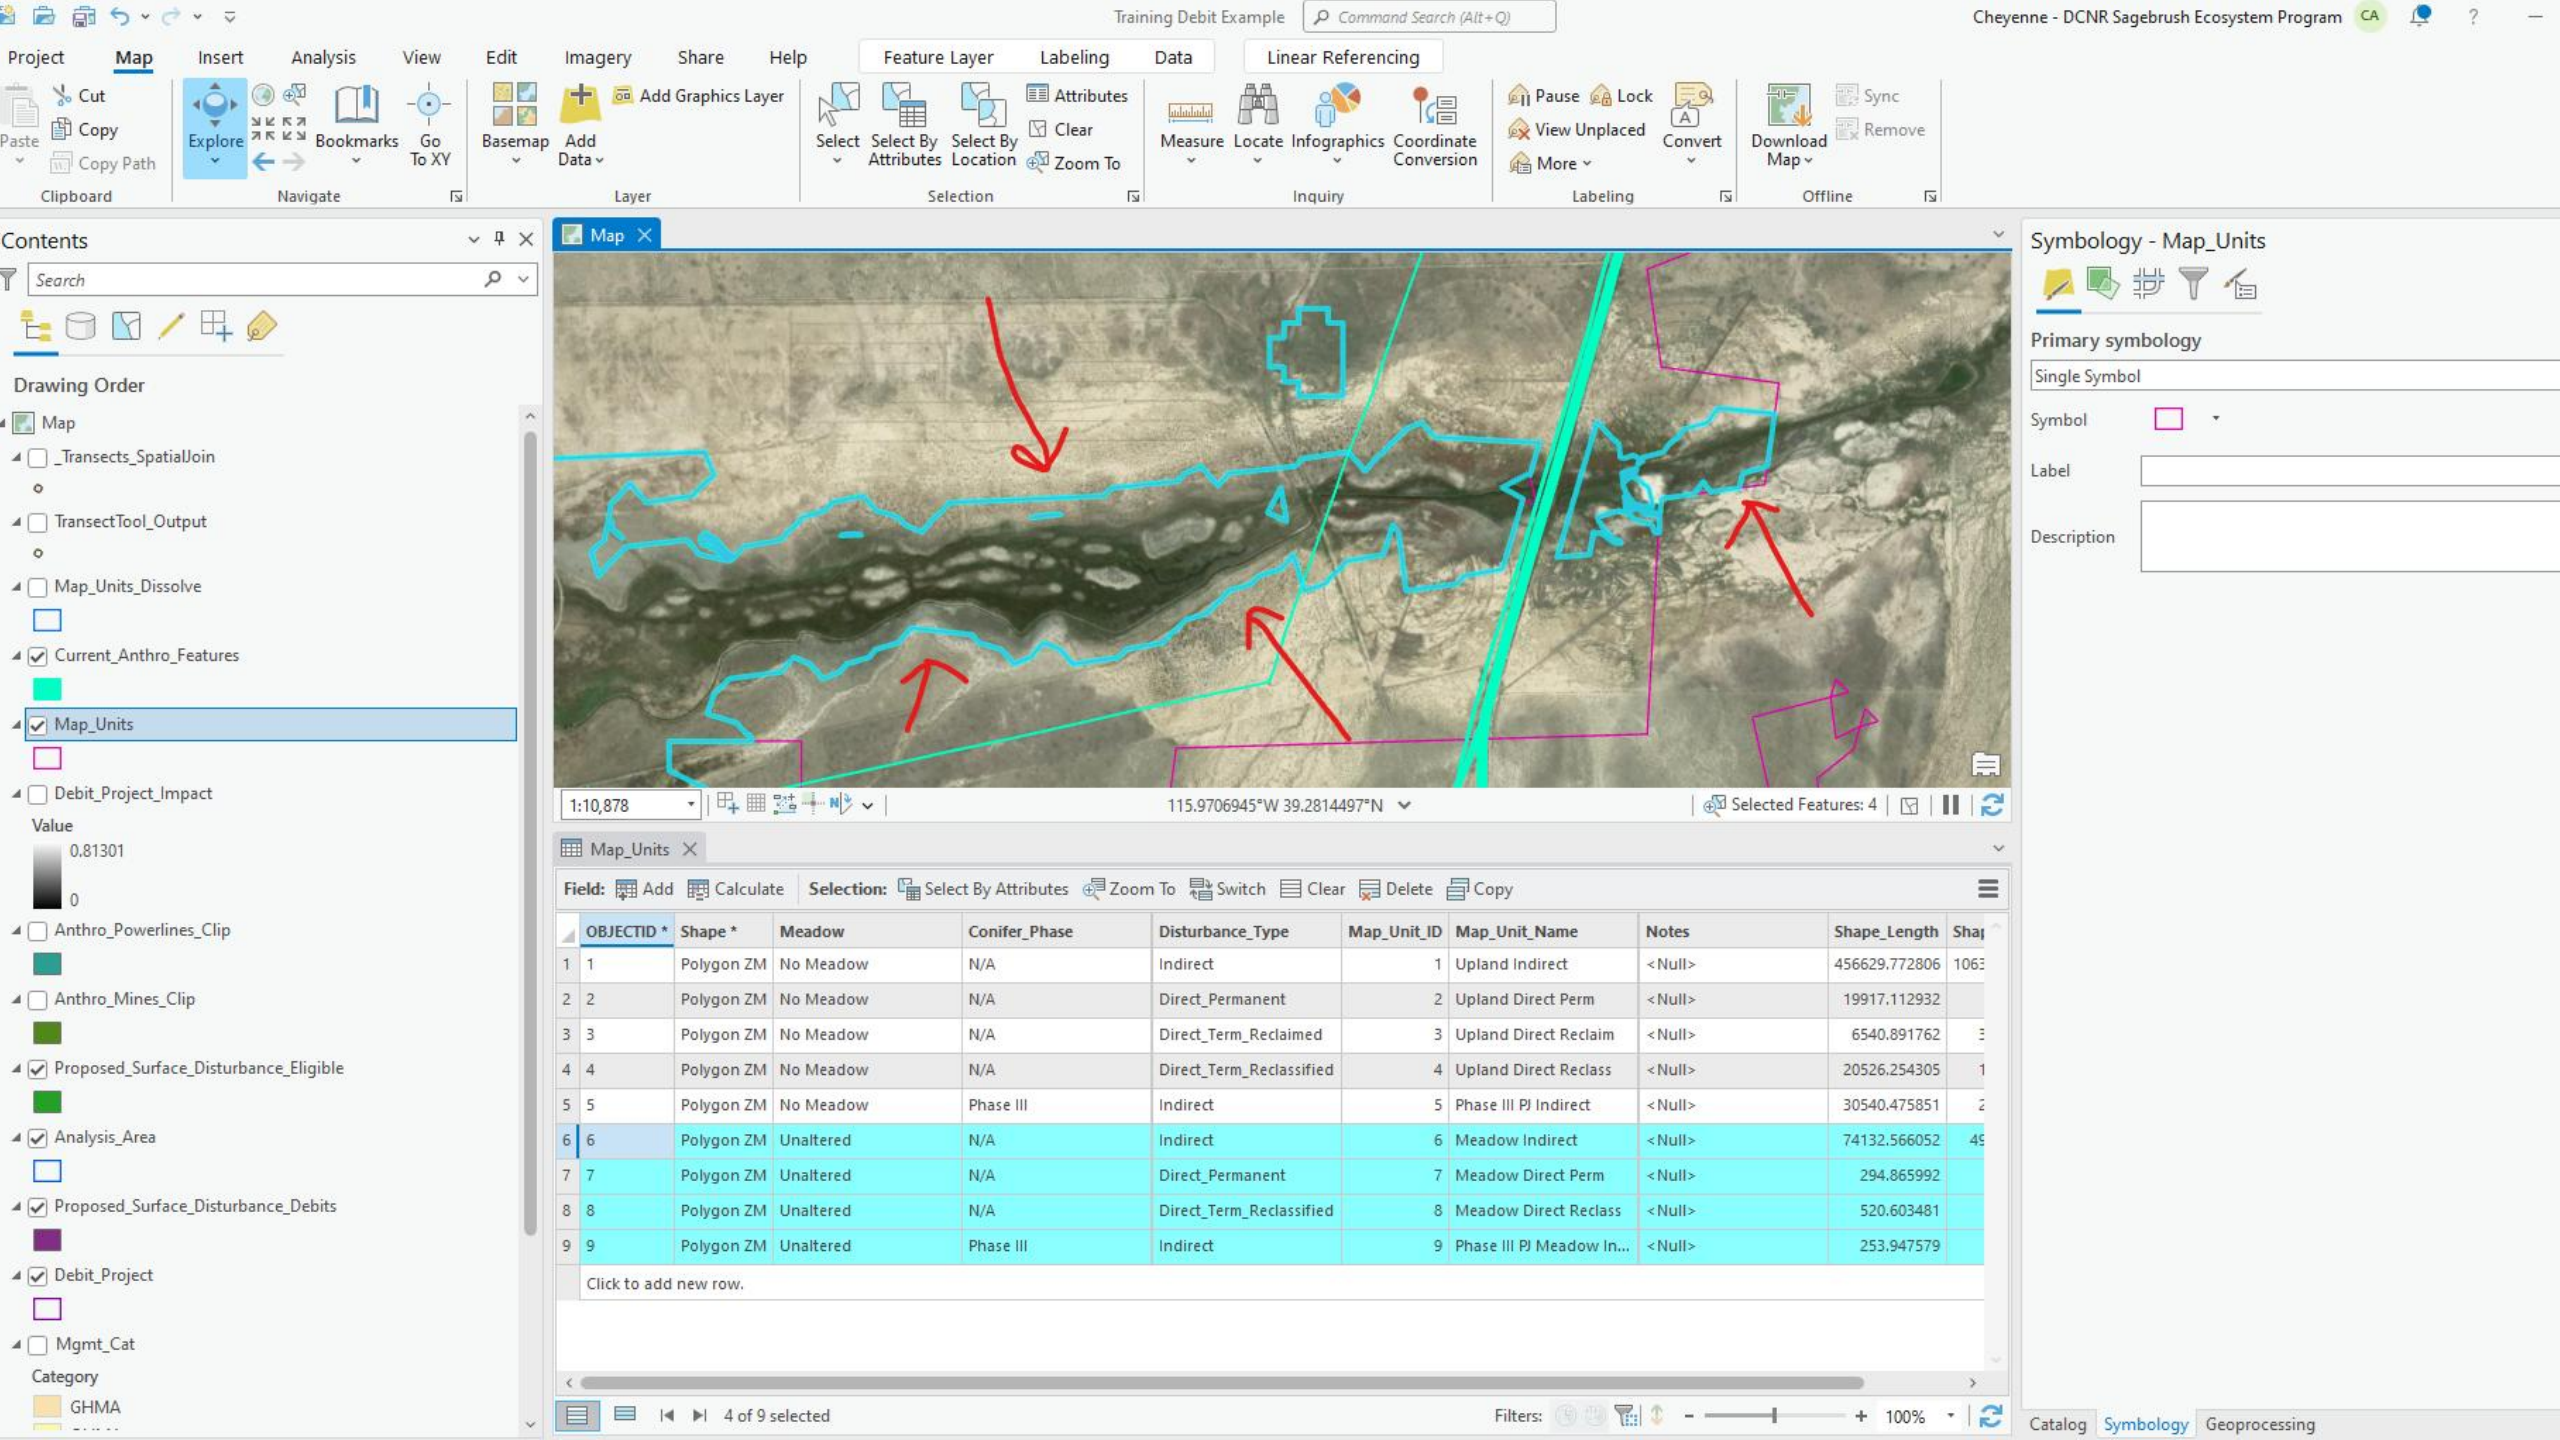 Training Debit Example
Command Search (Alt+Q)
Cheyenne - DCNR Sagebrush Ecosystem Program
CA
?
Project
Map
Insert
Analysis
View
Edit
Imagery
Share
Help
Feature Layer
Labeling
Data
Linear Referencing
Paste
Cut
Copy
Copy Path
Clipboard
Explore
Bookmarks
Go To XY
Navigate
Basemap
Add Data
Add Graphics Layer
Layer
Select
Select By Attributes
Select By Location
Attributes
Clear
Zoom To
Selection
Measure
Locate
Infographics
Coordinate Conversion
Inquiry
Pause
Lock
View Unplaced
More
Convert
Labeling
Download Map
Sync
Remove
Offline
Contents
Search
Drawing Order
Map
_Transects_SpatialJoin
TransectTool_Output
Map_Units_Dissolve
Current_Anthro_Features
Map_Units
Debit_Project_Impact
Value
0.81301
0
Anthro_Powerlines_Clip
Anthro_Mines_Clip
Proposed_Surface_Disturbance_Eligible
Analysis_Area
Proposed_Surface_Disturbance_Debits
Debit_Project
Mgmt_Cat
Category
GHMA
Map
1:10,878
115.9706945°W 39.2814497°N
Selected Features: 4
Map_Units
Field: Add Calculate Selection: Select By Attributes Zoom To Switch Clear Delete Copy
OBJECTID * Shape * Meadow Conifer_Phase Disturbance_Type Map_Unit_ID Map_Unit_Name Notes Shape_Length Shap
1 1 Polygon ZM No Meadow N/A Indirect 1 Upland Indirect <Null> 456629.772806 1063
2 2 Polygon ZM No Meadow N/A Direct_Permanent 2 Upland Direct Perm <Null> 19917.112932
3 3 Polygon ZM No Meadow N/A Direct_Term_Reclaimed 3 Upland Direct Reclaim <Null> 6540.891762 3
4 4 Polygon ZM No Meadow N/A Direct_Term_Reclassified 4 Upland Direct Reclass <Null> 20526.254305 1
5 5 Polygon ZM No Meadow Phase III Indirect 5 Phase III PJ Indirect <Null> 30540.475851 2
6 6 Polygon ZM Unaltered N/A Indirect 6 Meadow Indirect <Null> 74132.566052 49
7 7 Polygon ZM Unaltered N/A Direct_Permanent 7 Meadow Direct Perm <Null> 294.865992
8 8 Polygon ZM Unaltered N/A Direct_Term_Reclassified 8 Meadow Direct Reclass <Null> 520.603481
9 9 Polygon ZM Unaltered Phase III Indirect 9 Phase III PJ Meadow In... <Null> 253.947579
Click to add new row.
4 of 9 selected
Filters:
- + 100%
Symbology - Map_Units
Primary symbology
Single Symbol
Symbol
Label
Description
Catalog
Symbology
Geoprocessing